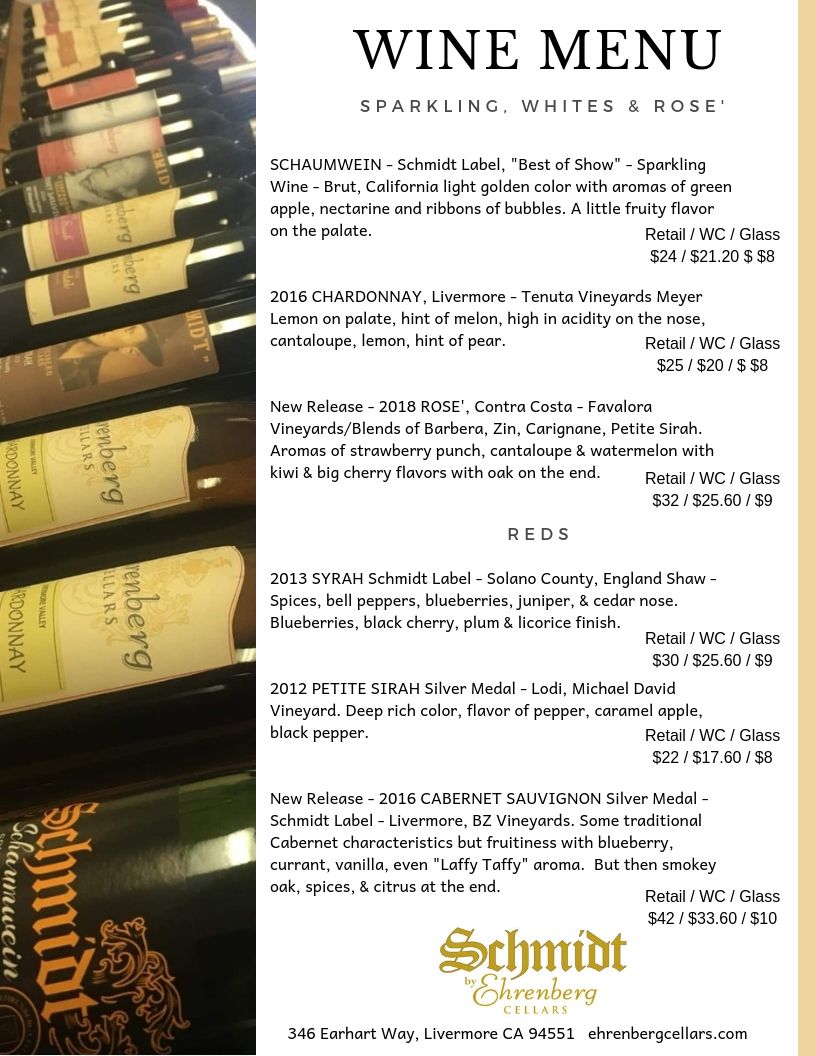 WINE MENU
SPARKLING, WHITES & ROSE'
SCHAUMWEIN - Schmidt Label, "Best of Show" - Sparkling
Wine - Brut, California light golden color with aromas of green
apple, nectarine and ribbons of bubbles. A little fruity flavor
on the palate.
Retail / WC / Glass
$24 / $21.20 $ $8
2016 CHARDONNAY, Livermore - Tenuta Vineyards Meyer
Lemon on palate, hint of melon, high in acidity on the nose,
cantaloupe, lemon, hint of pear.
Retail / WC / Glass
$25 / $20 / $ $8
New Release - 2018 ROSE', Contra Costa - Favalora
Vineyards/Blends of Barbera, Zin, Carignane, Petite Sirah.
Aromas of strawberry punch, cantaloupe & watermelon with
kiwi & big cherry flavors with oak on the end.
Retail / WC / Glass
$32 / $25.60 / $9
REDS
2013 SYRAH Schmidt Label - Solano County, England Shaw -
Spices, bell peppers, blueberries, juniper, & cedar nose.
Blueberries, black cherry, plum & licorice finish.
Retail / WC / Glass
$30 / $25.60 / $9
2012 PETITE SIRAH Silver Medal - Lodi, Michael David
Vineyard. Deep rich color, flavor of pepper, caramel apple,
black pepper.
Retail / WC / Glass
$22 / $17.60 / $8
New Release - 2016 CABERNET SAUVIGNON Silver Medal -
Schmidt Label - Livermore, BZ Vineyards. Some traditional
Cabernet characteristics but fruitiness with blueberry,
currant, vanilla, even "Laffy Taffy" aroma.  But then smokey
oak, spices, & citrus at the end.
Retail / WC / Glass
$42 / $33.60 / $10
Schmidt
by Ehrenberg
CELLARS
346 Earhart Way, Livermore CA 94551   ehrenbergcellars.com
renberg
CELLARS
ARDONNAY
renberg
ELLARS
ARDONNAY
Schmidt
Schaumwein